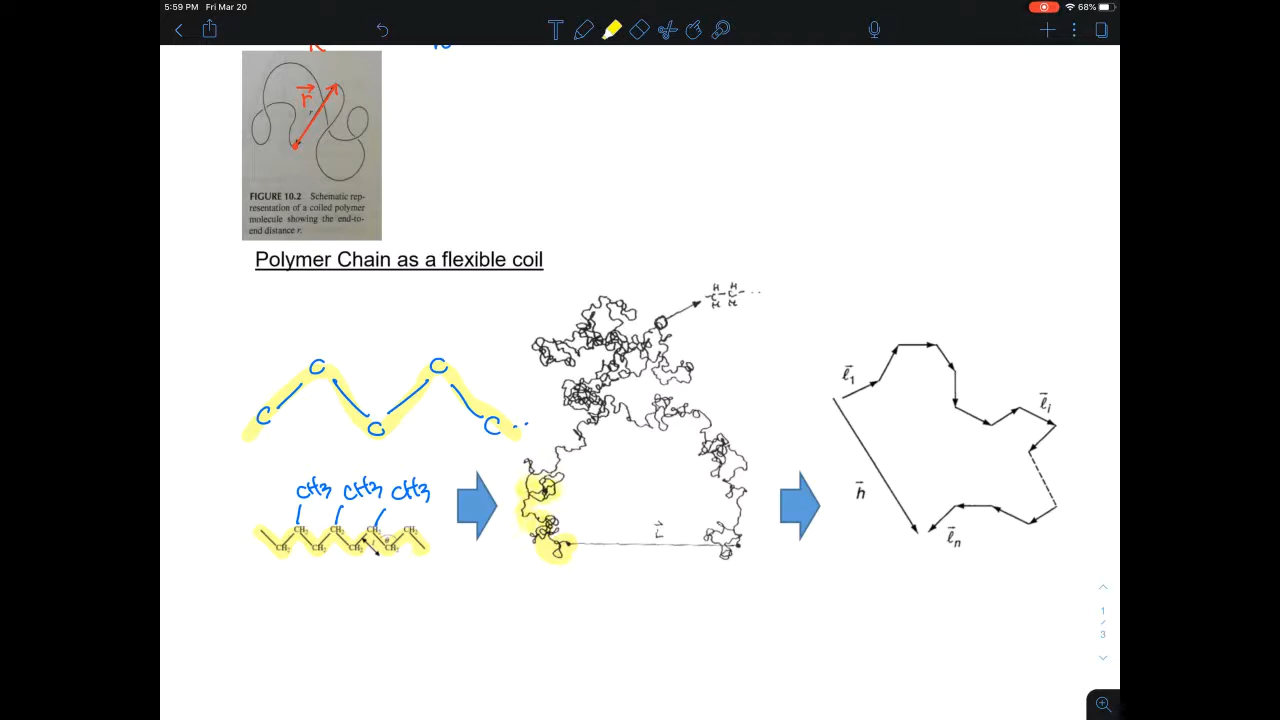 5:59 PM Fri Mar 20
68%
T
r
r
FIGURE 10.2 Schematic rep-
resentation of a coiled polymer
molecule showing the end-to-
end distance r.
Polymer Chain as a flexible coil
H H
-C-C- ..
H H
C C
C C C ..
CH3 CH3 CH3
CH2 CH2 CH2 CH2
CH2 CH2 CH2 CH2
l θ
L
ℓ1
ℓi
h
ℓn
1
/
3